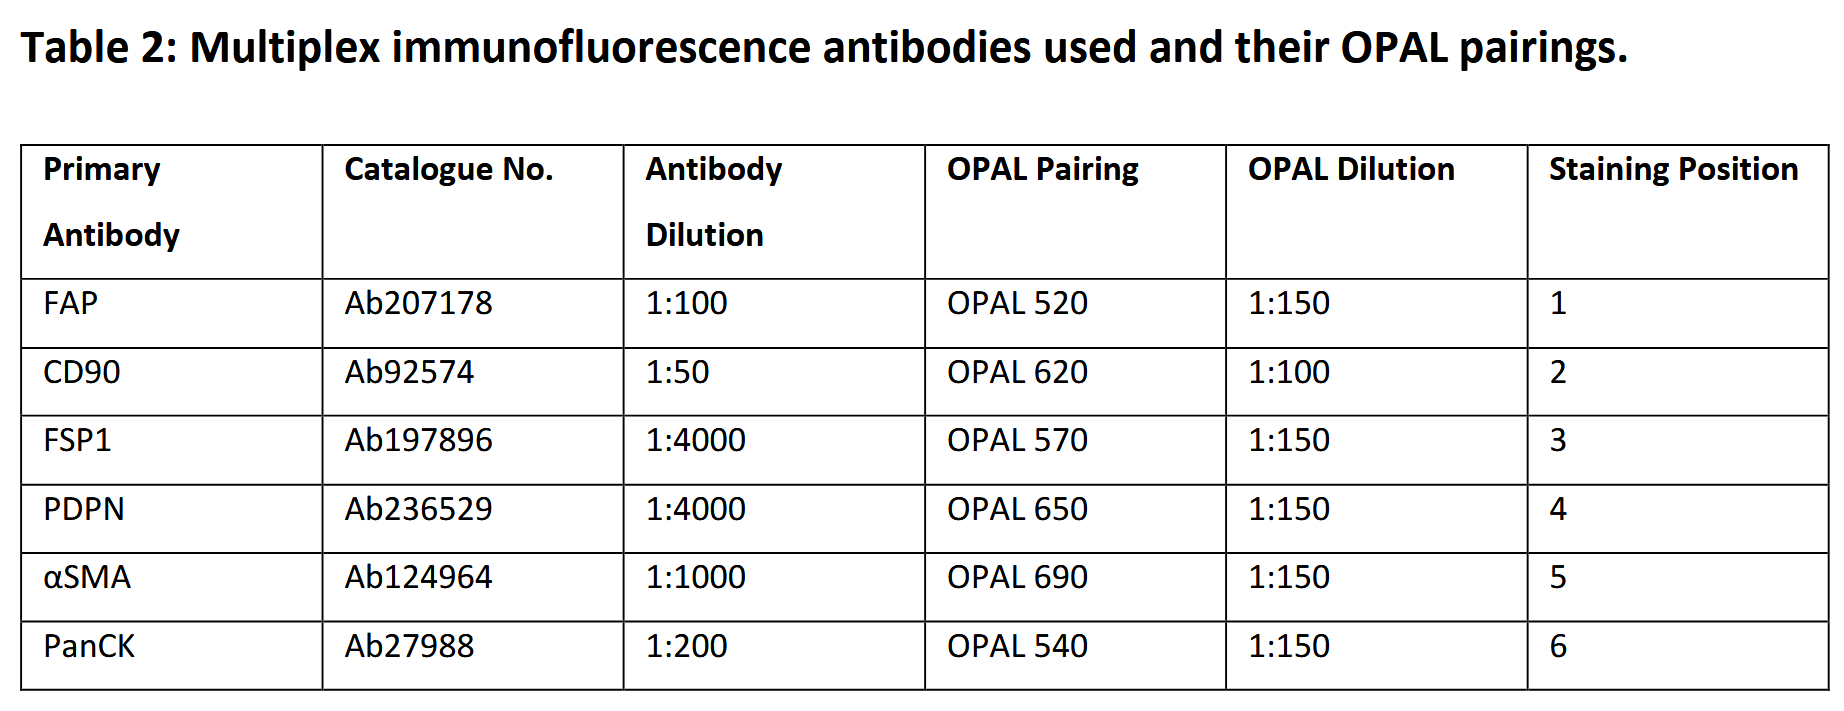 Table 2: Multiplex immunofluorescence antibodies used and their OPAL pairings.
Primary Antibody Catalogue No. Antibody Dilution OPAL Pairing OPAL Dilution Staining Position
FAP Ab207178 1:100 OPAL 520 1:150 1
CD90 Ab92574 1:50 OPAL 620 1:100 2
FSP1 Ab197896 1:4000 OPAL 570 1:150 3
PDPN Ab236529 1:4000 OPAL 650 1:150 4
αSMA Ab124964 1:1000 OPAL 690 1:150 5
PanCK Ab27988 1:200 OPAL 540 1:150 6